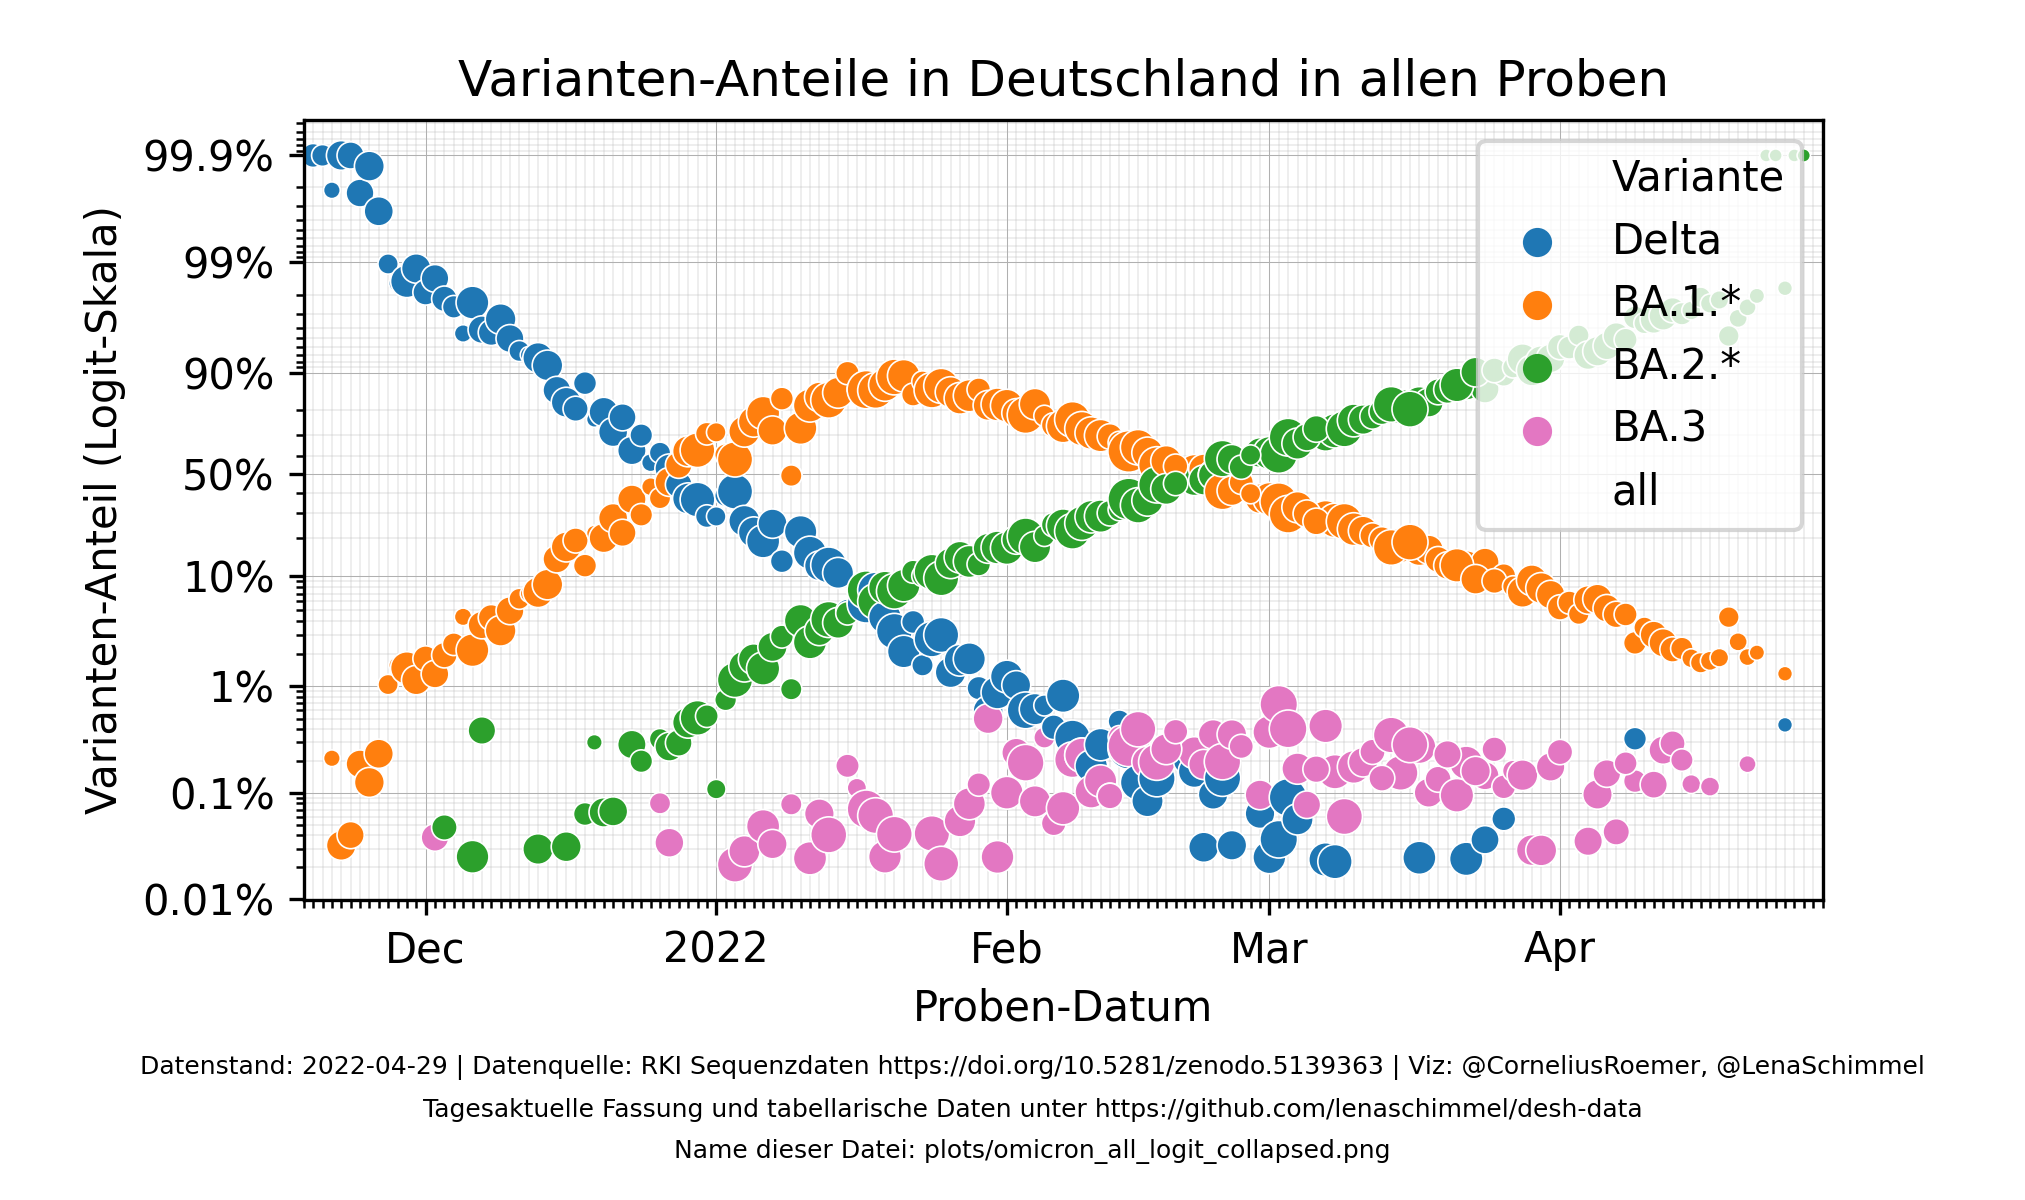 Varianten-Anteile in Deutschland in allen Proben
Varianten-Anteil (Logit-Skala)
99.9%
99%
90%
50%
10%
1%
0.1%
0.01%
Variante
Delta
BA.1.*
BA.2.*
BA.3
all
Dec
2022
Feb
Mar
Apr
Proben-Datum
Datenstand: 2022-04-29 | Datenquelle: RKI Sequenzdaten https://doi.org/10.5281/zenodo.5139363 | Viz: @CorneliusRoemer, @LenaSchimmel
Tagesaktuelle Fassung und tabellarische Daten unter https://github.com/lenaschimmel/desh-data
Name dieser Datei: plots/omicron_all_logit_collapsed.png